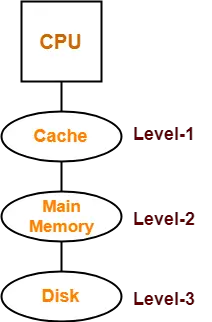 CPU
Cache
Level-1
Main
Memory
Level-2
Disk
Level-3